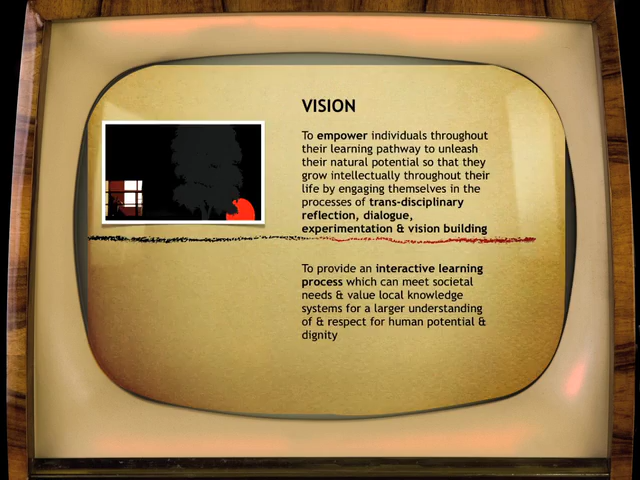 VISION
To empower individuals throughout
their learning pathway to unleash
their natural potential so that they
grow intellectually throughout their
life by engaging themselves in the
processes of trans-disciplinary
reflection, dialogue,
experimentation & vision building
To provide an interactive learning
process which can meet societal
needs & value local knowledge
systems for a larger understanding
of & respect for human potential &
dignity